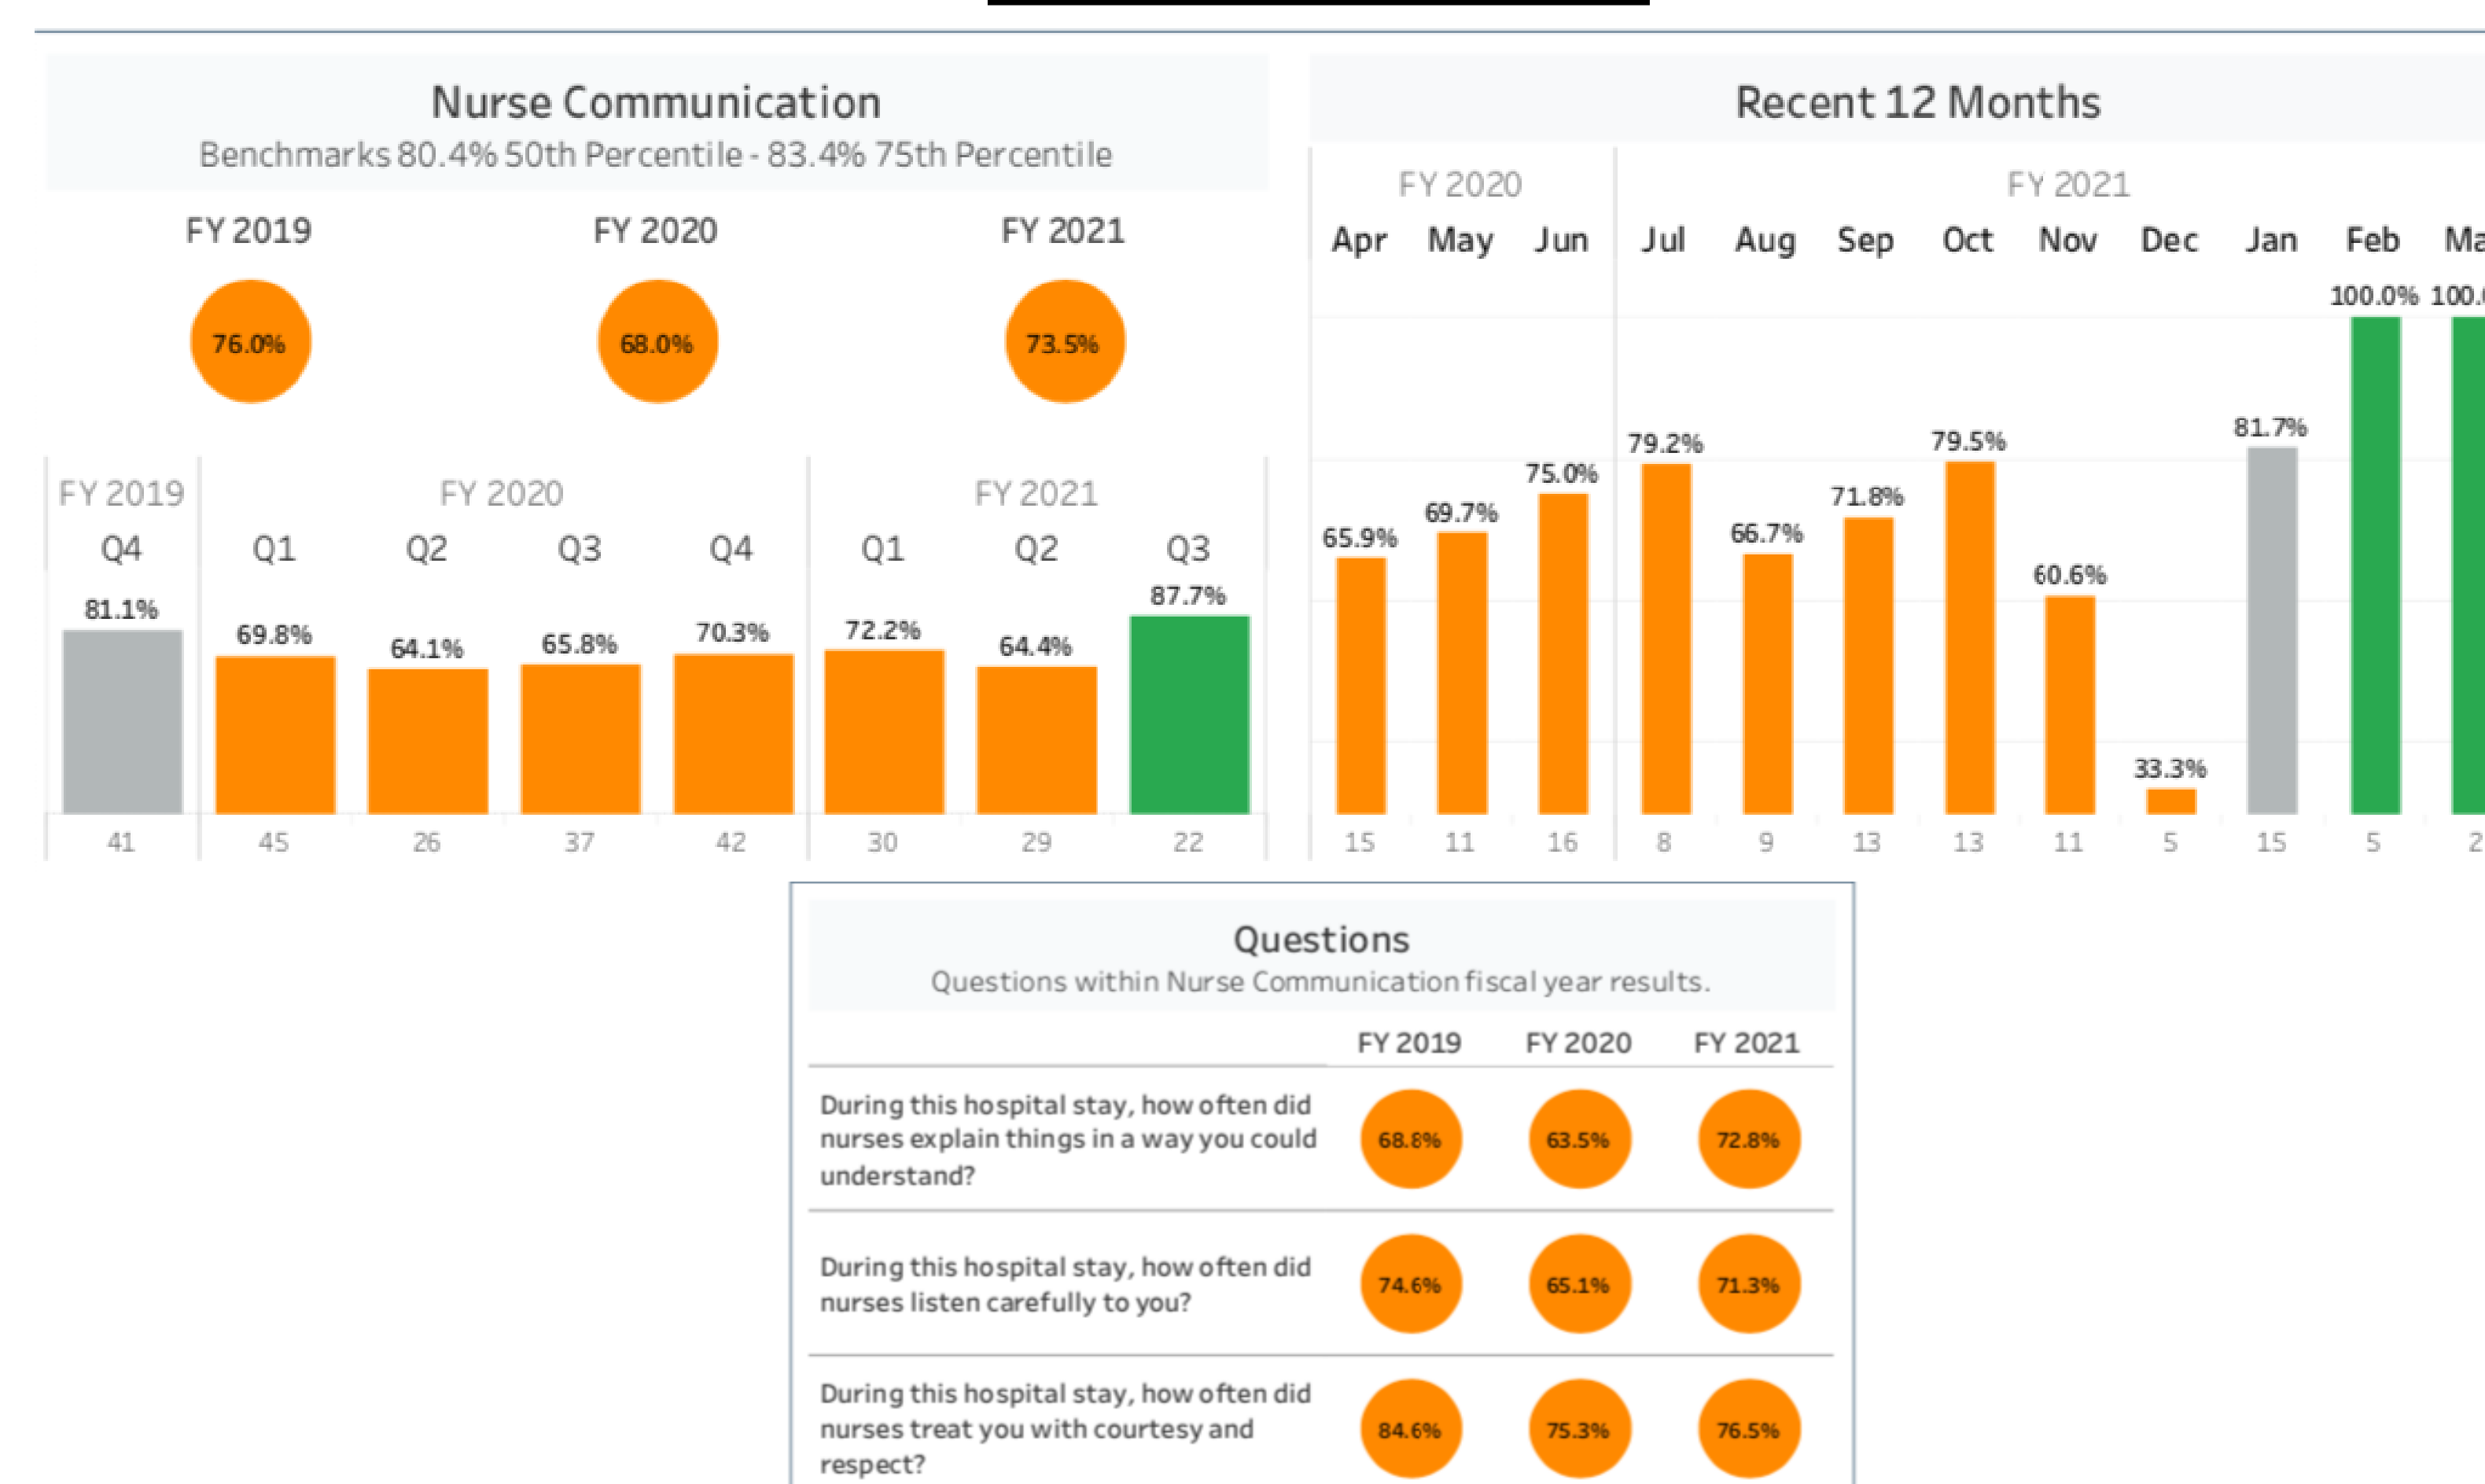 Nurse Communication
Benchmarks 80.4% 50th Percentile - 83.4% 75th Percentile
FY 2019 FY 2020 FY 2021
76.0% 68.0% 73.5%
FY 2019 FY 2020 FY 2021
Q4 Q1 Q2 Q3 Q4 Q1 Q2 Q3
81.1% 69.8% 64.1% 65.8% 70.3% 72.2% 64.4% 87.7%
41 45 26 37 42 30 29 22
Recent 12 Months
FY 2020 FY 2021
Apr May Jun Jul Aug Sep Oct Nov Dec Jan Feb Ma
65.9% 69.7% 75.0% 79.2% 66.7% 71.8% 79.5% 60.6% 33.3% 81.7% 100.0% 100.
15 11 16 8 9 13 13 11 5 15 5 2
Questions
Questions within Nurse Communication fiscal year results.
FY 2019 FY 2020 FY 2021
During this hospital stay, how often did
nurses explain things in a way you could
understand?
68.8% 63.5% 72.8%
During this hospital stay, how often did
nurses listen carefully to you?
74.6% 65.1% 71.3%
During this hospital stay, how often did
nurses treat you with courtesy and
respect?
84.6% 75.3% 76.5%